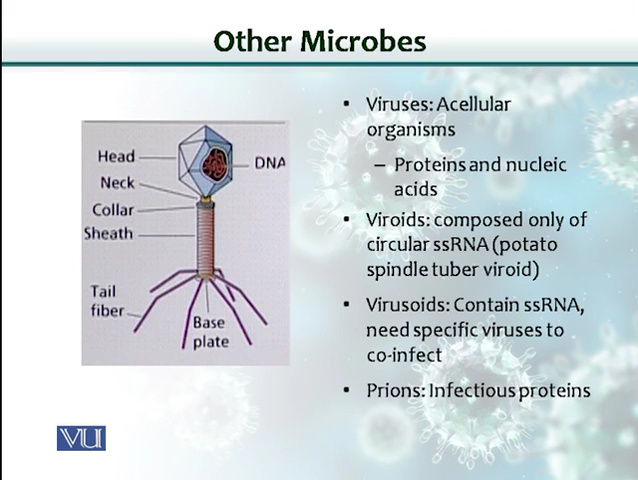 Other Microbes
Head
DNA
Neck
Collar
Sheath
Tail
fiber
Base
plate
• Viruses: Acellular
organisms
– Proteins and nucleic
acids
• Viroids: composed only of
circular ssRNA (potato
spindle tuber viroid)
• Virusoids: Contain ssRNA,
need specific viruses to
co-infect
• Prions: Infectious proteins
VU